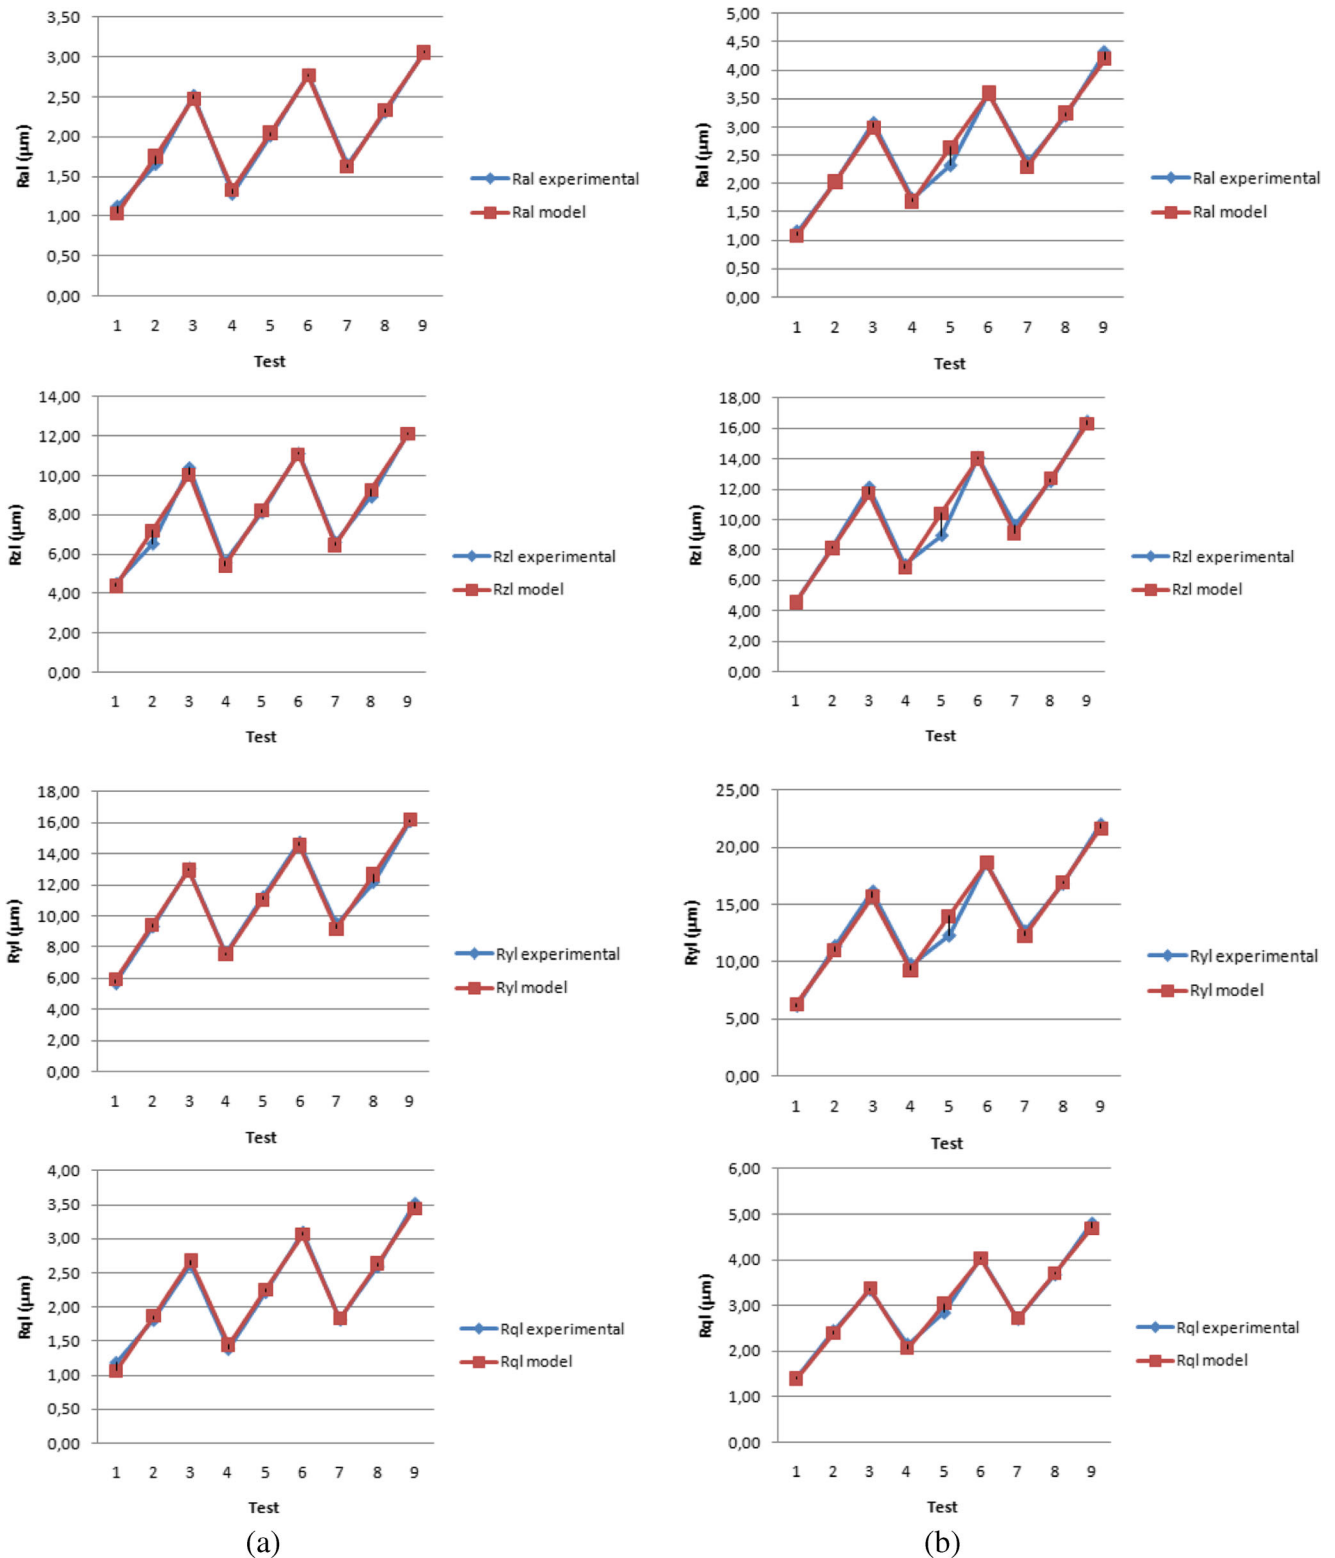 3,50
3,00
2,50
2,00
1,50
1,00
0,50
0,00
Ral (µm)
1 2 3 4 5 6 7 8 9
Test
Ral experimental
Ral model
5,00
4,50
4,00
3,50
3,00
2,50
2,00
1,50
1,00
0,50
0,00
Ral (µm)
1 2 3 4 5 6 7 8 9
Test
Ral experimental
Ral model
14,00
12,00
10,00
8,00
6,00
4,00
2,00
0,00
Rzl (µm)
1 2 3 4 5 6 7 8 9
Test
Rzl experimental
Rzl model
18,00
16,00
14,00
12,00
10,00
8,00
6,00
4,00
2,00
0,00
Rzl (µm)
1 2 3 4 5 6 7 8 9
Test
Rzl experimental
Rzl model
18,00
16,00
14,00
12,00
10,00
8,00
6,00
4,00
2,00
0,00
Ryl (µm)
1 2 3 4 5 6 7 8 9
Test
Ryl experimental
Ryl model
25,00
20,00
15,00
10,00
5,00
0,00
Ryl (µm)
1 2 3 4 5 6 7 8 9
Test
Ryl experimental
Ryl model
4,00
3,50
3,00
2,50
2,00
1,50
1,00
0,50
0,00
Rql (µm)
1 2 3 4 5 6 7 8 9
Test
Rql experimental
Rql model
6,00
5,00
4,00
3,00
2,00
1,00
0,00
Rql (µm)
1 2 3 4 5 6 7 8 9
Test
Rql experimental
Rql model
(a)
(b)